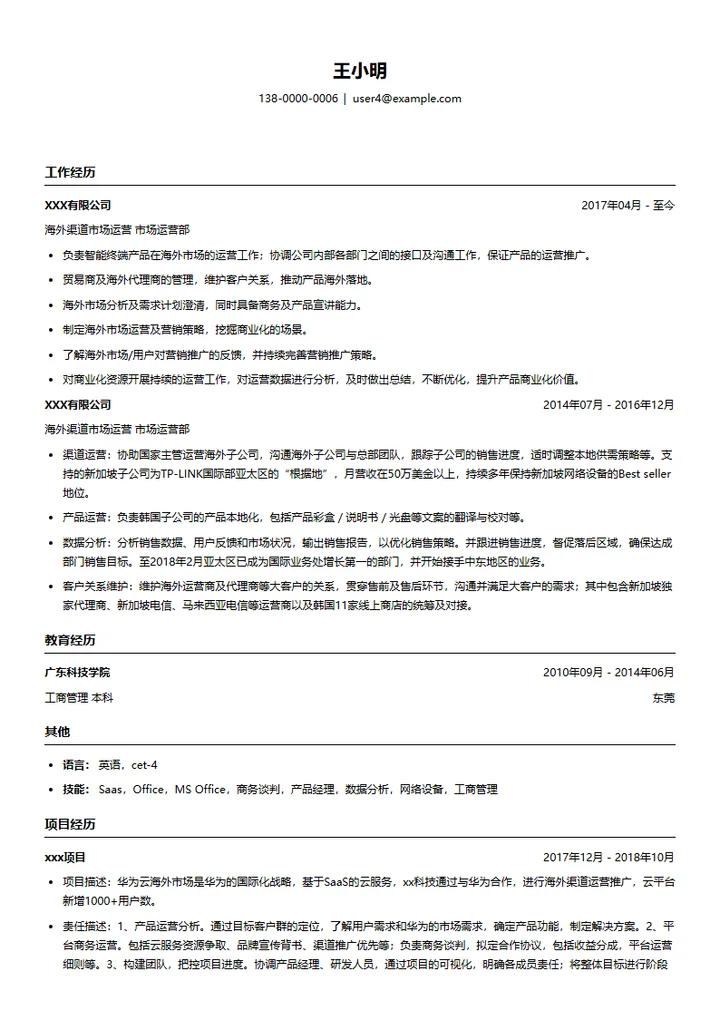 王小明
138-0000-0006 | user4@example.com
工作经历
XXX有限公司 2017年04月 - 至今
海外渠道市场运营 市场运营部
• 负责智能终端产品在海外市场的运营工作；协调公司内部各部门之间的接口及沟通工作，保证产品的运营推广。
• 贸易商及海外代理商的管理，维护客户关系，推动产品海外落地。
• 海外市场分析及需求计划澄清，同时具备商务及产品宣讲能力。
• 制定海外市场运营及营销策略，挖掘商业化的场景。
• 了解海外市场/用户对营销推广的反馈，并持续完善营销推广策略。
• 对商业化资源开展持续的运营工作，对运营数据进行分析，及时做出总结，不断优化，提升产品商业化价值。
XXX有限公司 2014年07月 - 2016年12月
海外渠道市场运营 市场运营部
• 渠道运营：协助国家主管运营海外子公司，沟通海外子公司与总部团队，跟踪子公司的销售进度，适时调整本地供需策略等。支
持的新加坡子公司为TP-LINK国际部亚太区的“根据地”，月营收在50万美金以上，持续多年保持新加坡网络设备的Best seller
地位。
• 产品运营：负责韩国子公司的产品本地化，包括产品彩盒 / 说明书 / 光盘等文案的翻译与校对等。
• 数据分析：分析销售数据、用户反馈和市场状况，输出销售报告，以优化销售策略。并跟进销售进度，督促落后区域，确保达成
部门销售目标。至2018年2月亚太区已成为国际业务处增长第一的部门，并开始接手中东地区的业务。
• 客户关系维护：维护海外运营商及代理商等大客户的关系，贯穿售前及售后环节，沟通并满足大客户的需求；其中包含新加坡独
家代理商、新加坡电信、马来西亚电信等运营商以及韩国11家线上商店的统筹及对接。
教育经历
广东科技学院 2010年09月 - 2014年06月
工商管理 本科 东莞
其他
• 语言： 英语，cet-4
• 技能： Saas，Office，MS Office，商务谈判，产品经理，数据分析，网络设备，工商管理
项目经历
xxx项目 2017年12月 - 2018年10月
• 项目描述：华为云海外市场是华为的国际化战略，基于SaaS的云服务，xx科技通过与华为合作，进行海外渠道运营推广，云平台
新增1000+用户数。
• 责任描述：1、产品运营分析。通过目标客户群的定位，了解用户需求和华为的市场需求，确定产品功能，制定解决方案。2、平
台商务运营。包括云服务资源争取、品牌宣传背书、渠道推广优先等；负责商务谈判，拟定合作协议，包括收益分成，平台运营
细则等。3、构建团队，把控项目进度。协调产品经理、研发人员，通过项目的可视化，明确各成员责任；将整体目标进行阶段